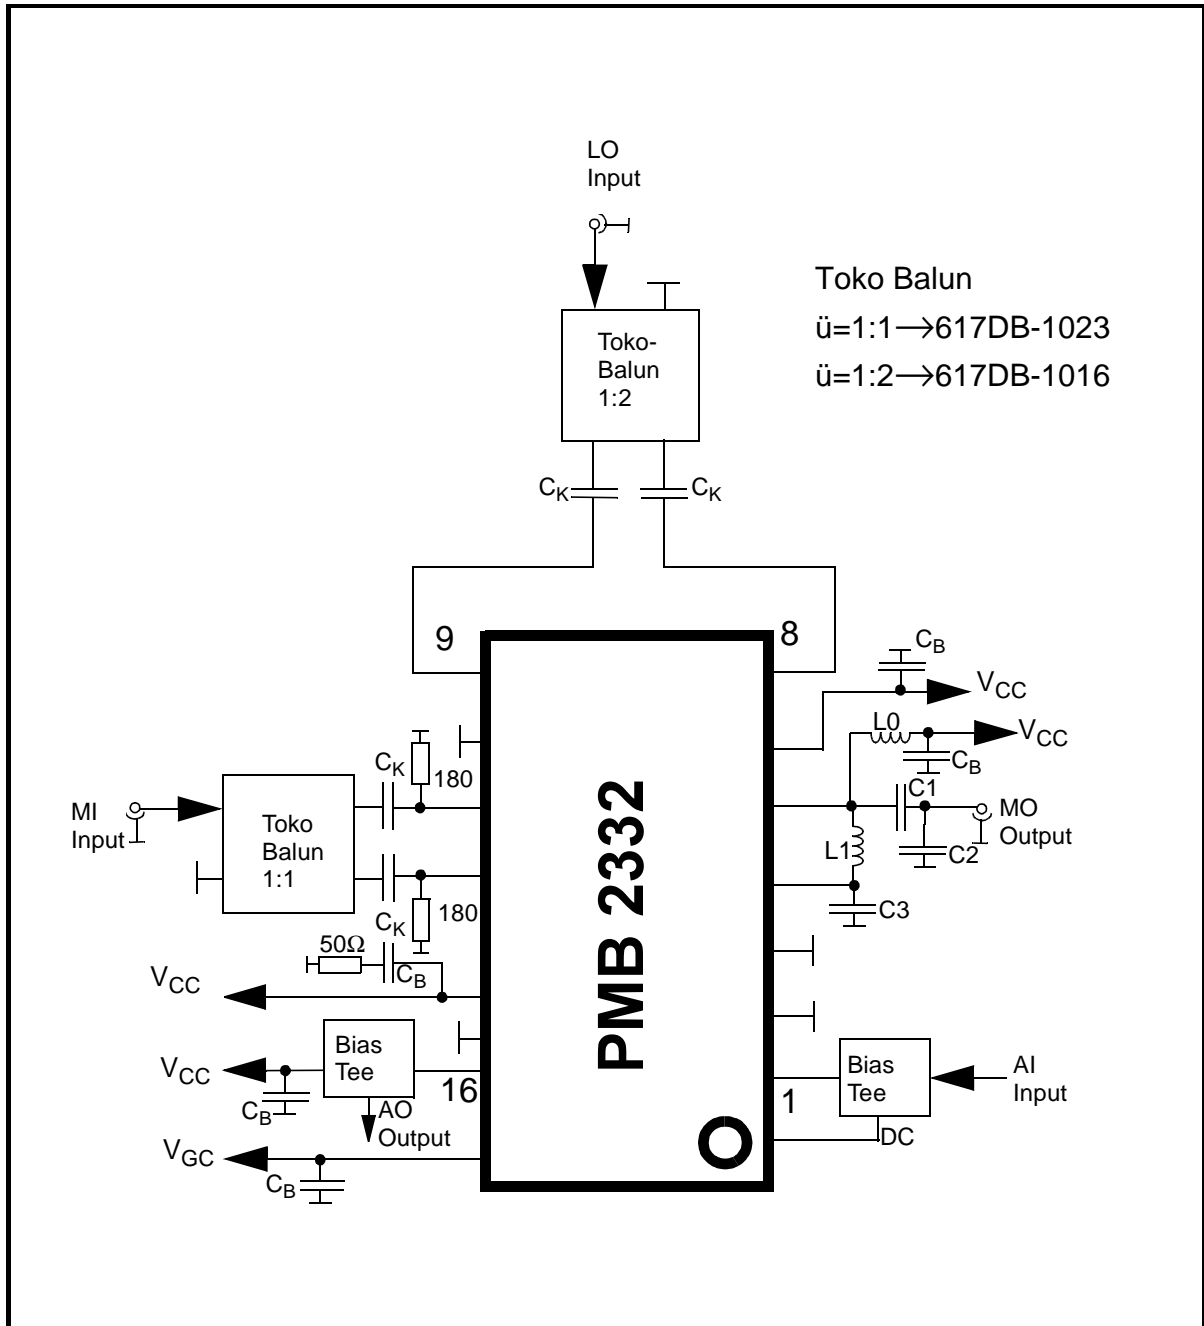 LO
Input
Toko Balun
ü=1:1→617DB-1023
ü=1:2→617DB-1016
Toko-
Balun
1:2
CK
CK
9
8
CB
VCC
L0
VCC
CB
CK
180
C1
MI
Input
Toko
Balun
1:1
PMB 2332
MO
Output
L1
C2
C3
180
CK
50Ω
CB
VCC
Bias
Tee
VCC
16
CB
AO
Output
1
Bias
Tee
AI
Input
DC
VGC
CB